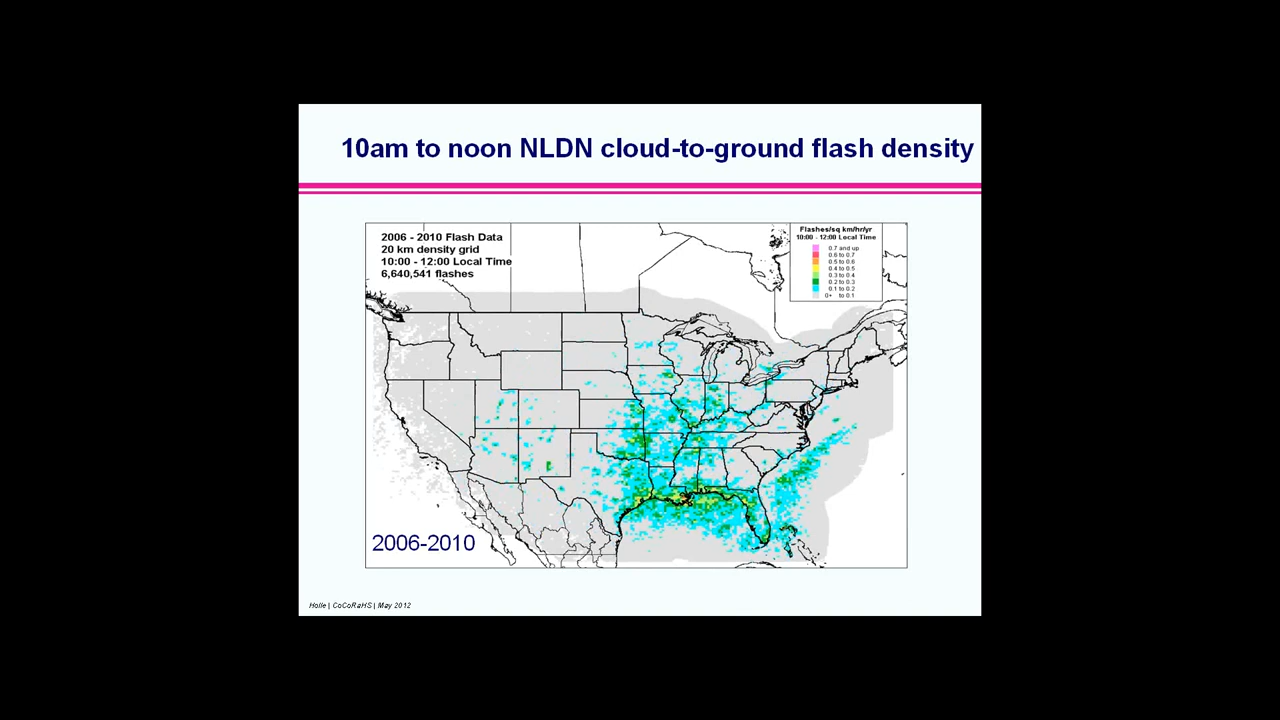 10am to noon NLDN cloud-to-ground flash density
2006 - 2010 Flash Data
20 km density grid
10:00 - 12:00 Local Time
6,640,541 flashes
Flashes/sq km/hr/yr
10:00 - 12:00 Local Time
0.7 and up
0.6 to 0.7
0.5 to 0.6
0.4 to 0.5
0.3 to 0.4
0.2 to 0.3
0.1 to 0.2
0+ to 0.1
2006-2010
Holle | CoCoRaHS | May 2012